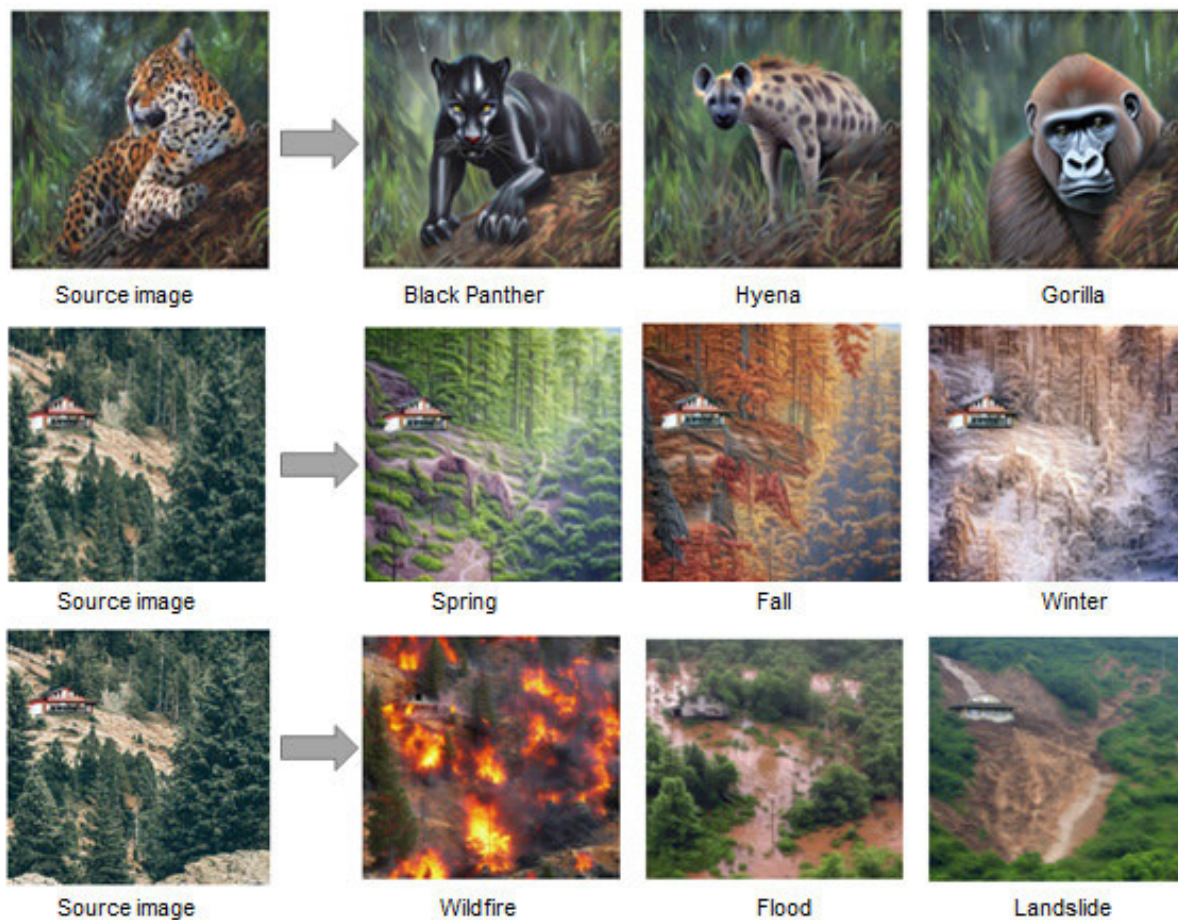 Source image
Black Panther
Hyena
Gorilla
Source image
Spring
Fall
Winter
Source image
Wildfire
Flood
Landslide